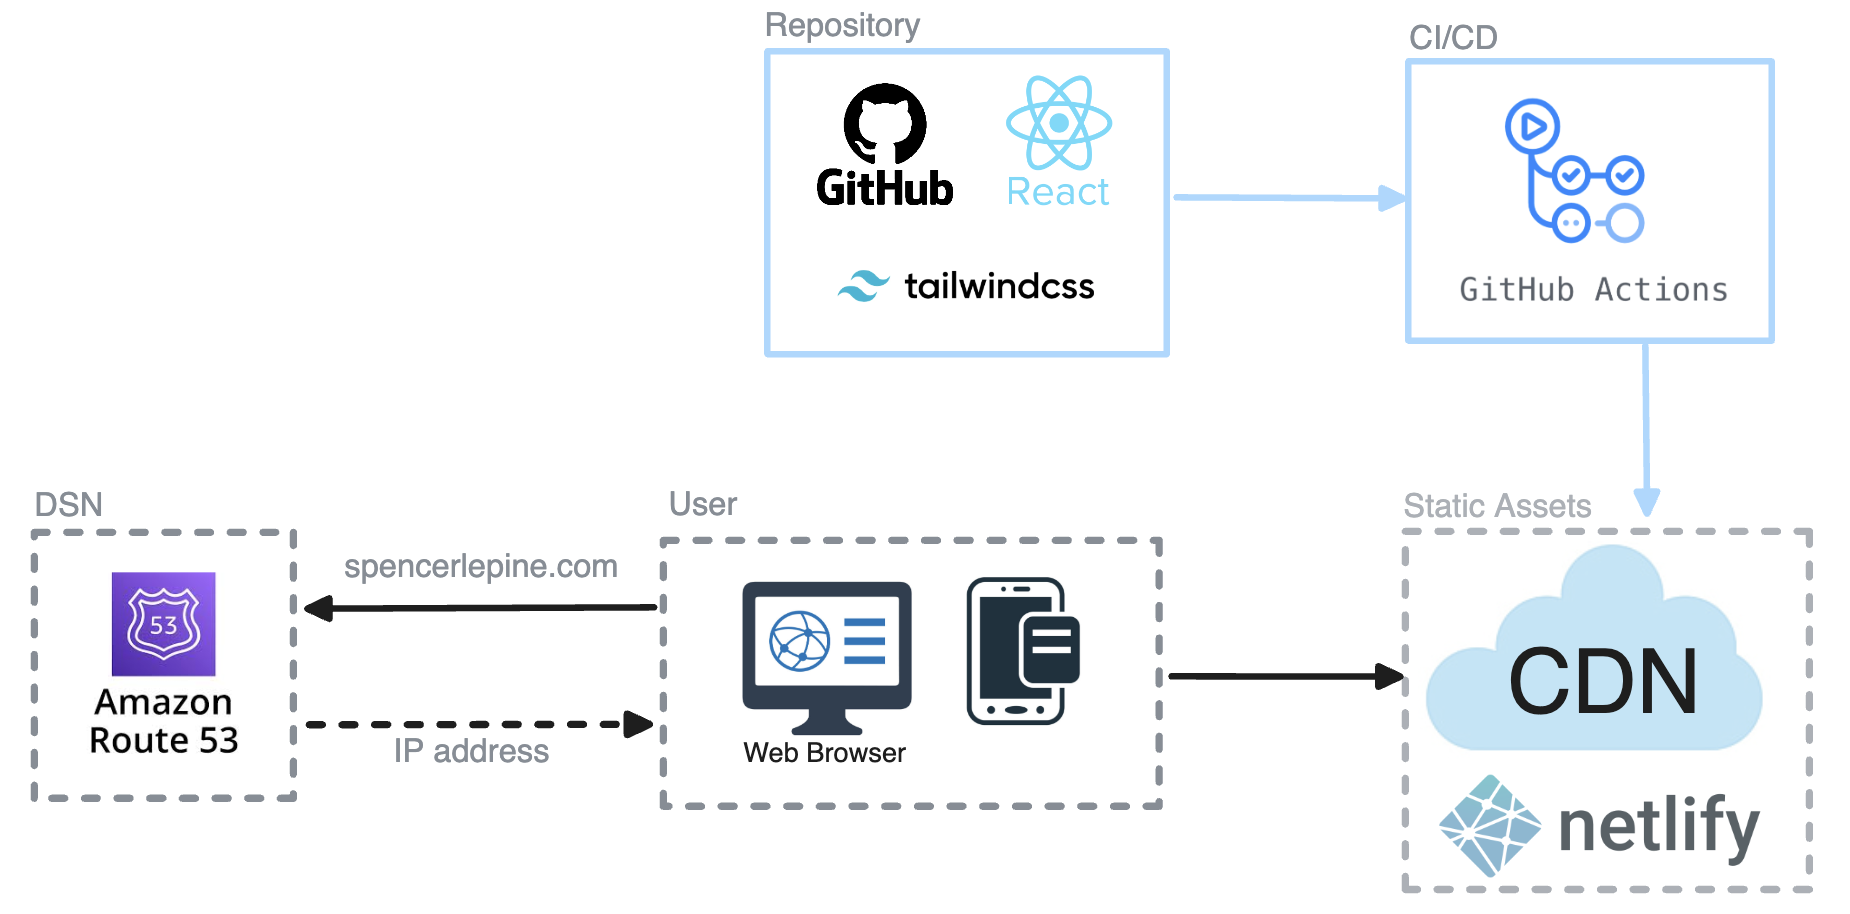 Repository
CI/CD
GitHub
React
tailwindcss
GitHub Actions
DSN
User
Static Assets
spencerlepine.com
53
Amazon
Route 53
IP address
Web Browser
CDN
netlify